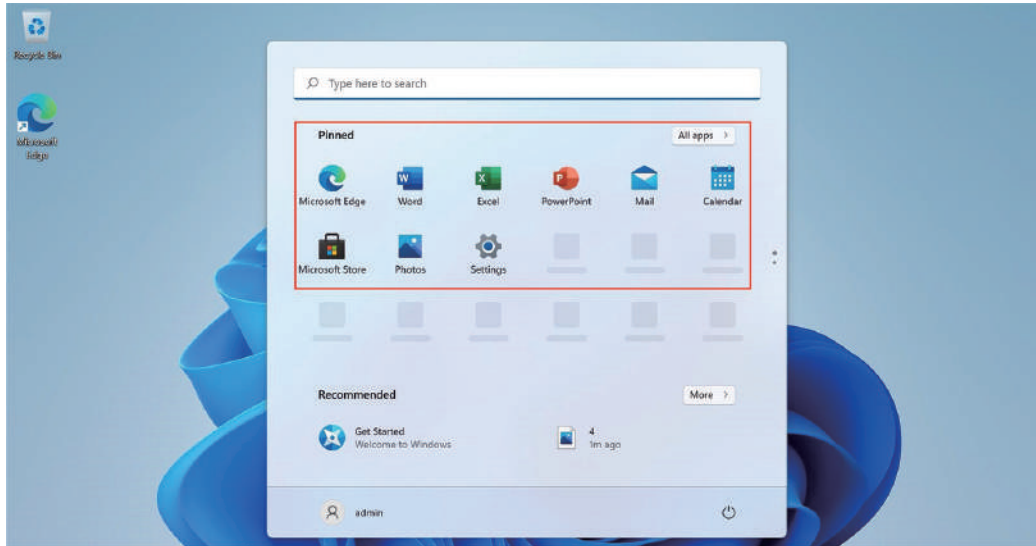 Recycle Bin
Microsoft
Edge
Type here to search
Pinned
All apps >
Microsoft Edge
Word
Excel
PowerPoint
Mail
Calendar
Microsoft Store
Photos
Settings
Recommended
More >
Get Started
Welcome to Windows
4
1m ago
admin